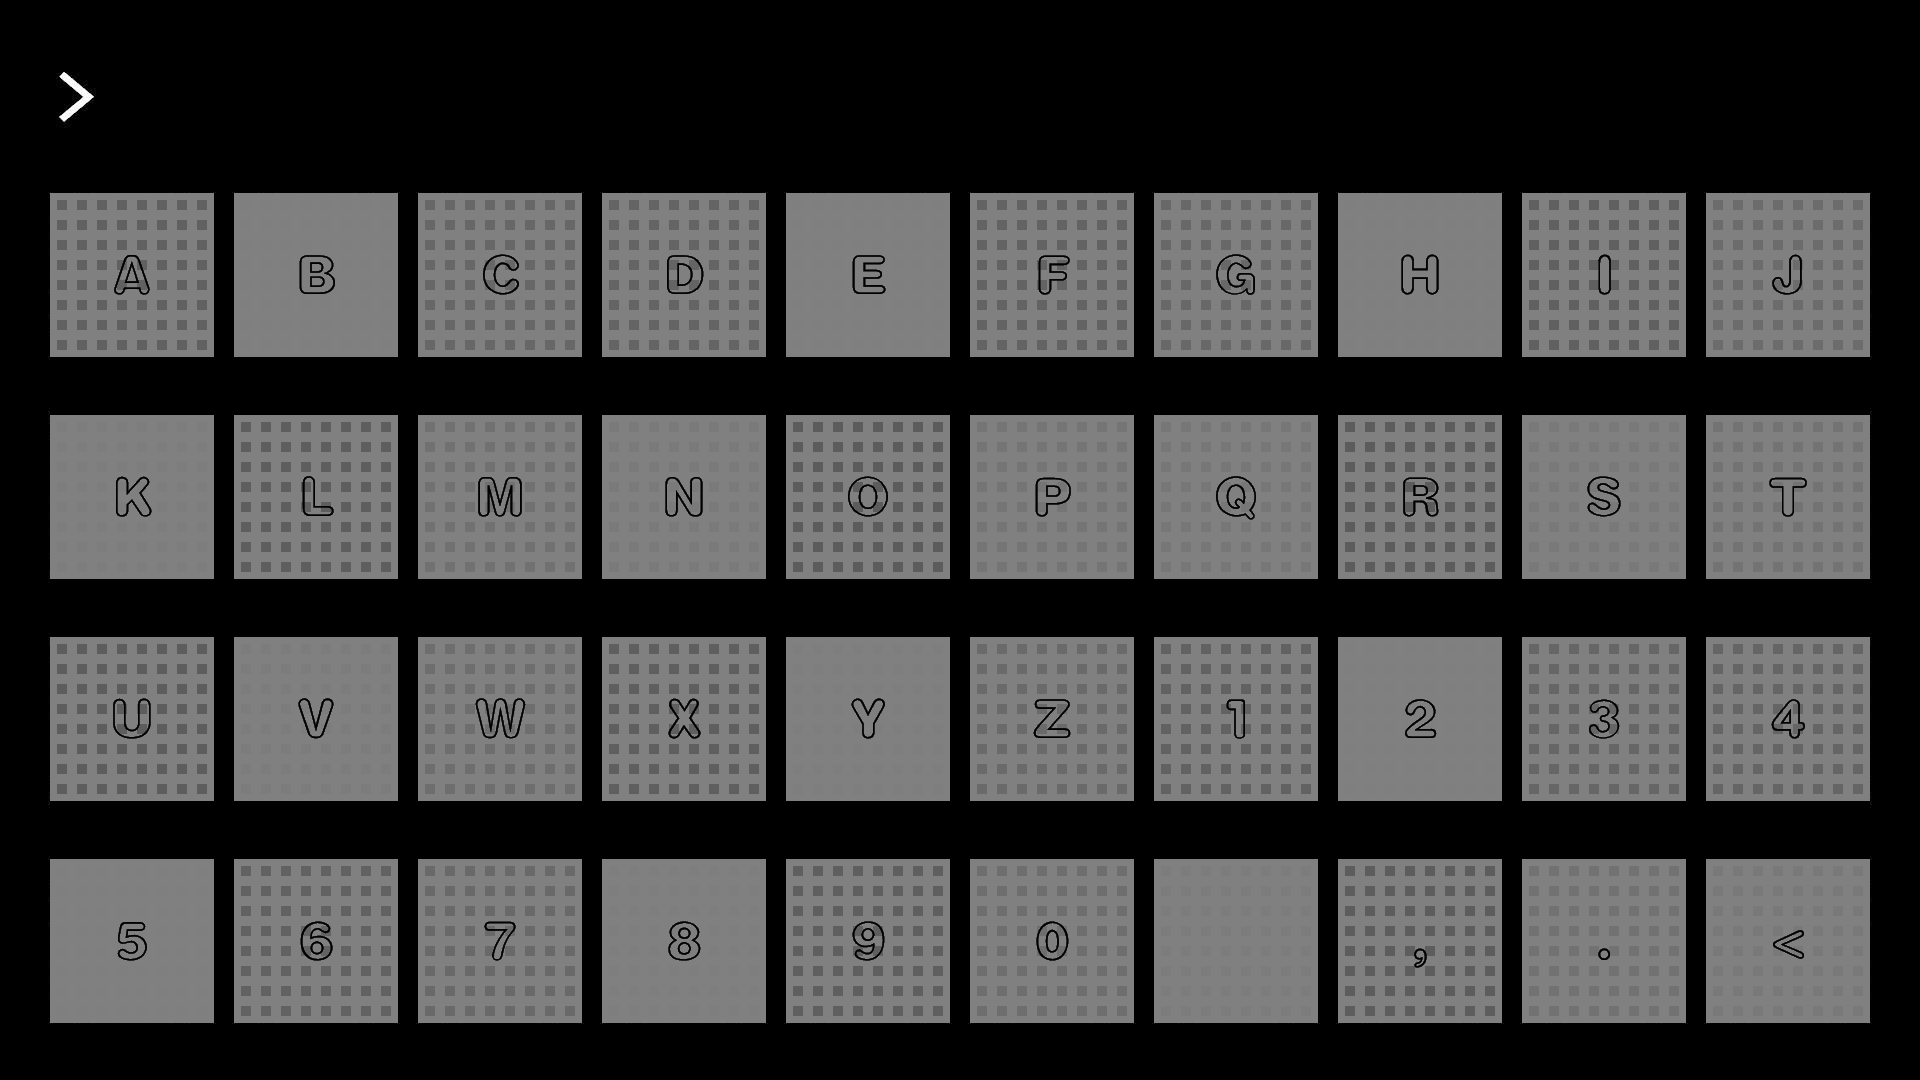 >
A B C D E F G H I J
K L M N O P Q R S T
U V W X Y Z 1 2 3 4
5 6 7 8 9 0 , . <